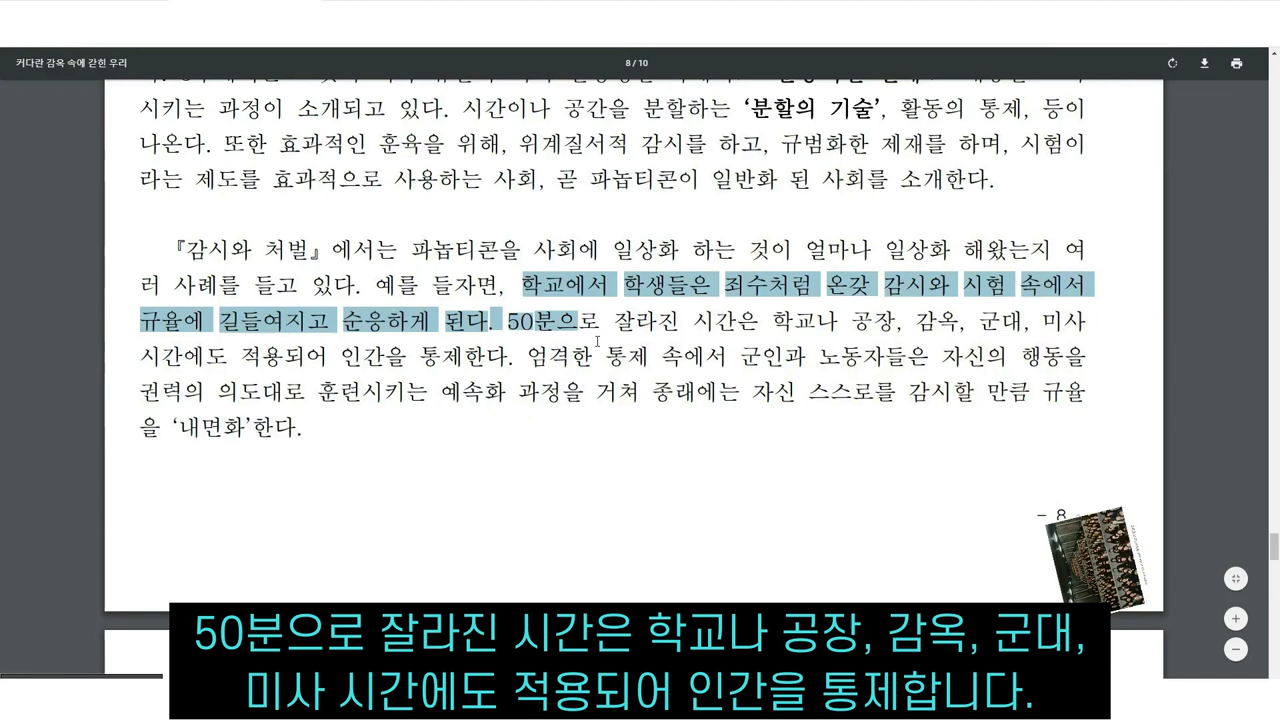 커다란 감옥 속에 갇힌 우리
8 / 10
시키는 과정이 소개되고 있다. 시간이나 공간을 분할하는 ‘분할의 기술’, 활동의 통제, 등이
나온다. 또한 효과적인 훈육을 위해, 위계질서적 감시를 하고, 규범화한 제재를 하며, 시험이
라는 제도를 효과적으로 사용하는 사회, 곧 파놉티콘이 일반화 된 사회를 소개한다.
『감시와 처벌』에서는 파놉티콘을 사회에 일상화 하는 것이 얼마나 일상화 해왔는지 여
러 사례를 들고 있다. 예를 들자면, 학교에서 학생들은 죄수처럼 온갖 감시와 시험 속에서
규율에 길들여지고 순응하게 된다. 50분으로 잘라진 시간은 학교나 공장, 감옥, 군대, 미사
시간에도 적용되어 인간을 통제한다. 엄격한 통제 속에서 군인과 노동자들은 자신의 행동을
권력의 의도대로 훈련시키는 예속화 과정을 거쳐 종래에는 자신 스스로를 감시할 만큼 규율
을 ‘내면화’한다.
– 8
50분으로 잘라진 시간은 학교나 공장, 감옥, 군대,
미사 시간에도 적용되어 인간을 통제합니다.